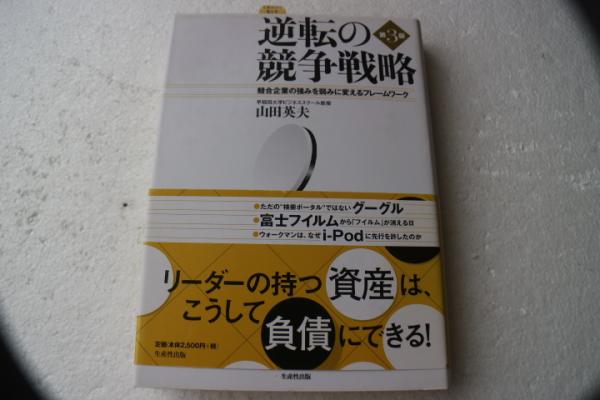 逆転の
競争戦略
第3版
競合企業の強みを弱みに変えるフレームワーク
早稲田大学ビジネススクール教授
山田英夫
●ただの"検索ポータル"ではないグーグル
●富士フイルムから「フイルム」が消える日
●ウォークマンは、なぜi-Podに先行を許したのか
リーダーの持つ資産は、
こうして
負債にできる!
定価(本体2,500円+税)
生産性出版
生産性出版